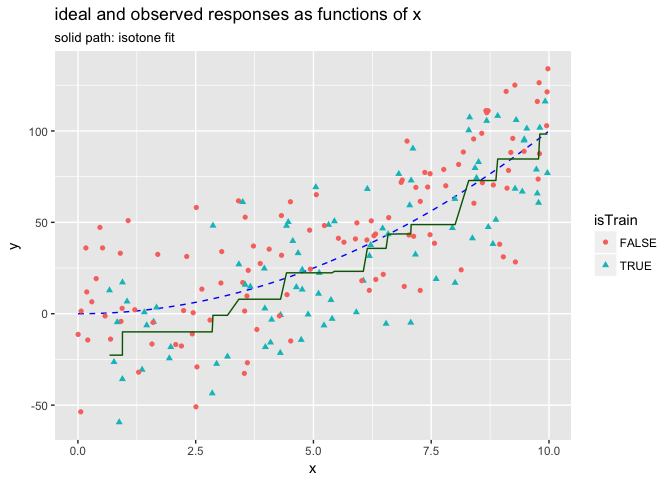 ideal and observed responses as functions of x
solid path: isotone fit
100
50
0
-50
y
0.0 2.5 5.0 7.5 10.0
x
isTrain
FALSE
TRUE